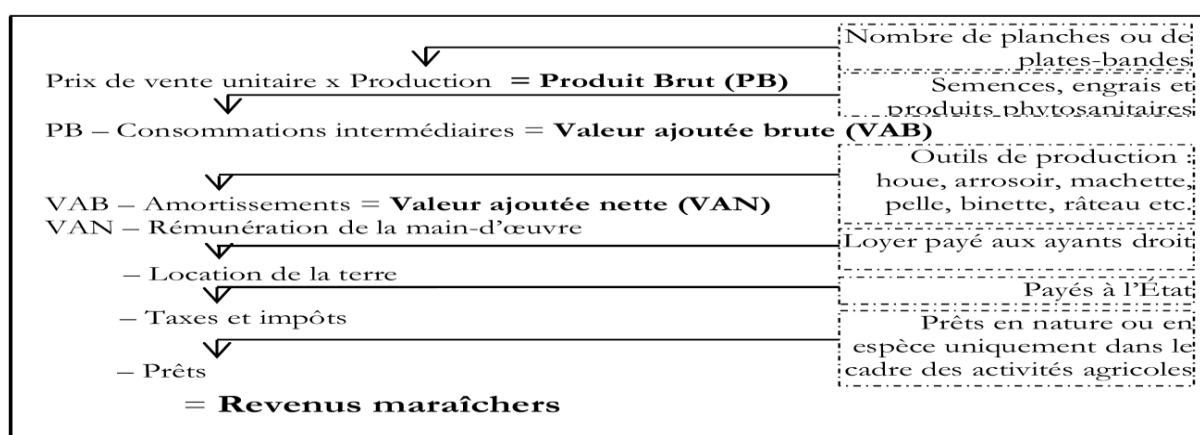 Nombre de planches ou de
plates-bandes
Prix de vente unitaire x Production = Produit Brut (PB)
Semences, engrais et
produits phytosanitaires
PB – Consommations intermédiaires = Valeur ajoutée brute (VAB)
Outils de production :
houe, arrosoir, machette,
pelle, binette, râteau etc.
VAB – Amortissements = Valeur ajoutée nette (VAN)
VAN – Rémunération de la main-d'œuvre
Loyer payé aux ayants droit
– Location de la terre
Payés à l'État
– Taxes et impôts
Prêts en nature ou en
espèce uniquement dans le
cadre des activités agricoles
– Prêts
= Revenus maraîchers